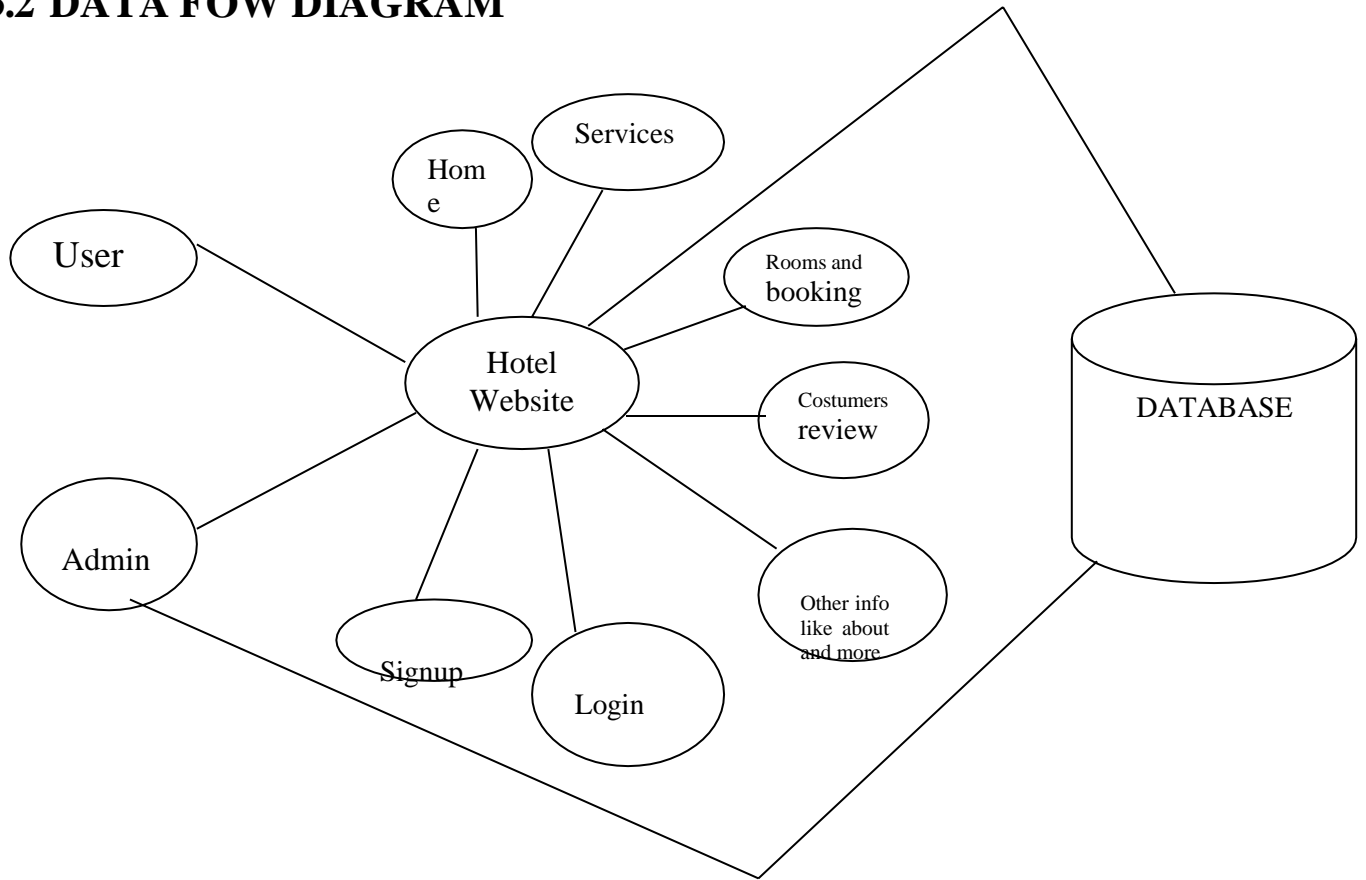 .2 DATA FOW DIAGRAM
Services
Hom
e
User
Rooms and
booking
Hotel
Website
Costumers
review
DATABASE
Admin
Other info
like about
and more
Signup
Login